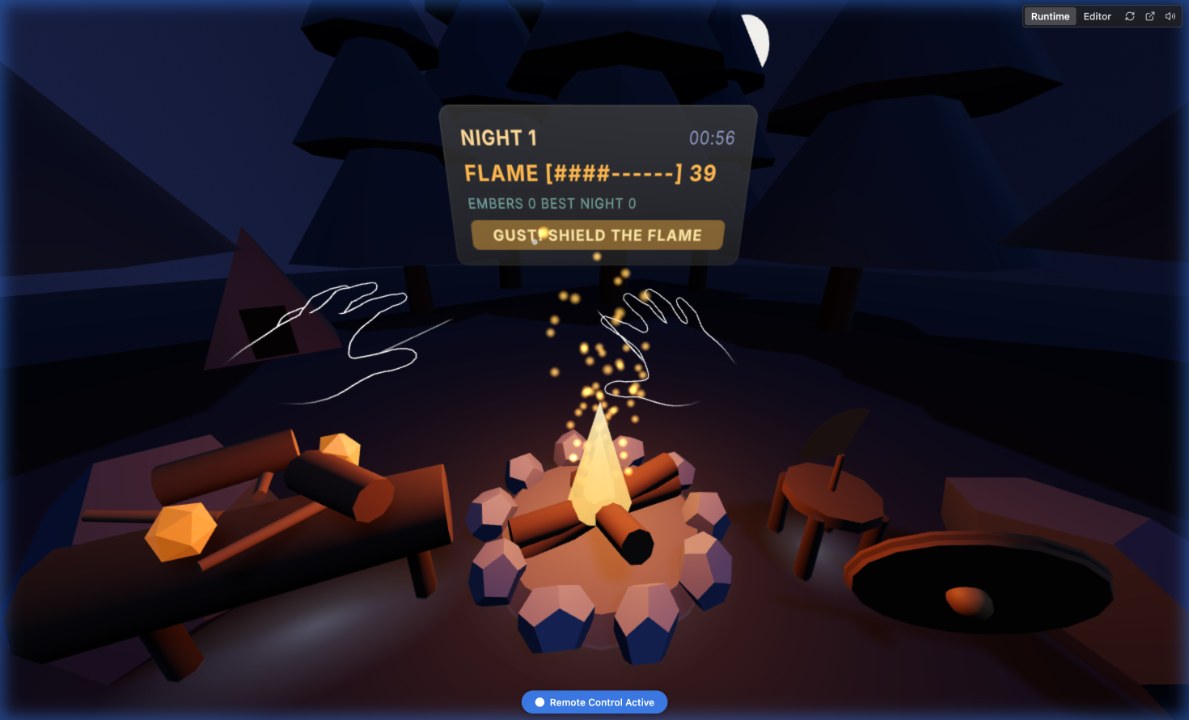 Runtime Editor
NIGHT 1 00:56
FLAME [####------] 39
EMBERS 0 BEST NIGHT 0
GUST! SHIELD THE FLAME
Remote Control Active